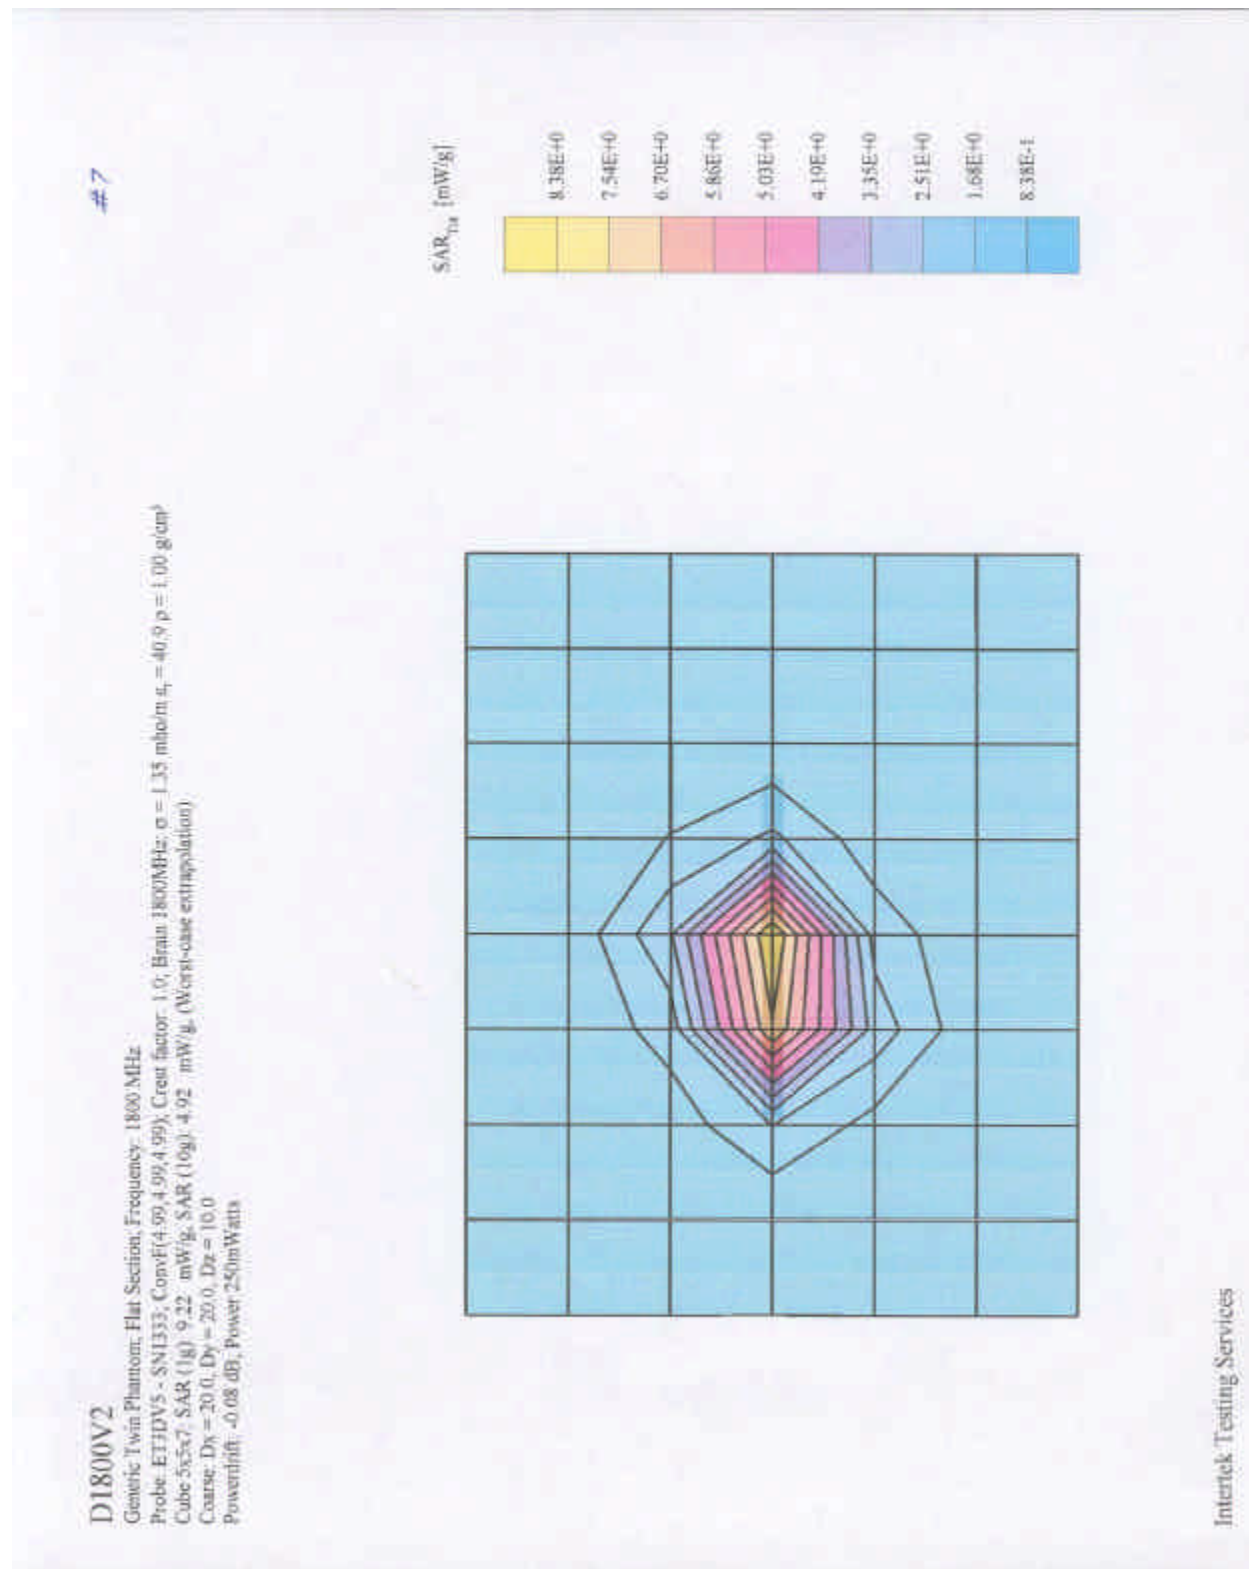 D1800V2
Generic Twin Phantom; Flat Section; Frequency: 1800 MHz
Probe: ET3DV5 - SN1333; ConvF(4.99,4.99,4.99); Crest factor: 1.0; Brain 1800MHz: σ = 1.35 mho/m εr = 40.9 ρ = 1.00 g/cm³
Cube 5x5x7: SAR (1g): 9.22 mW/g, SAR (10g): 4.92 mW/g, (Worst-case extrapolation)
Coarse: Dx = 20.0, Dy = 20.0, Dz = 10.0
Powerdrift: -0.08 dB, Power 250mWatts
#7
SAR [mW/g]
8.38E+0
7.54E+0
6.70E+0
5.86E+0
5.03E+0
4.19E+0
3.35E+0
2.51E+0
1.68E+0
8.38E-1
Intertek Testing Services